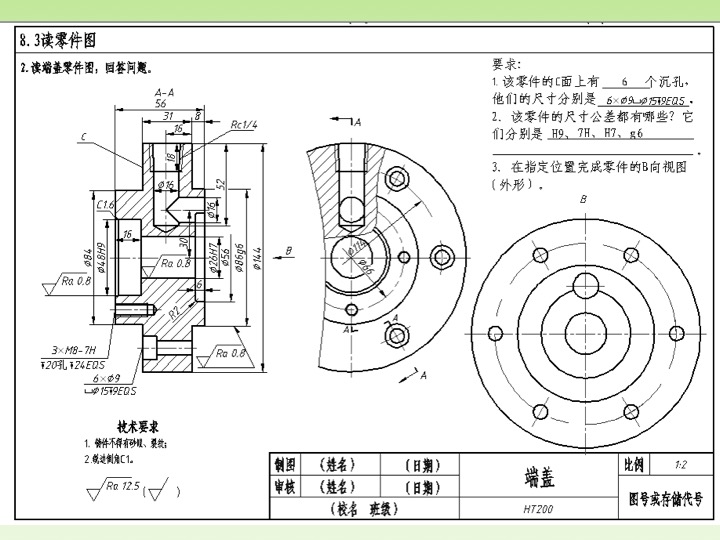 8.3读零件图
2.读端盖零件图，回答问题。
要求：
1.该零件的C面上有 6 个沉孔，
他们的尺寸分别是 6×φ9⌴φ15↧9EQS 。
2. 该零件的尺寸公差都有哪些？它
们分别是 H9、7H、H7、g6
。
3. 在指定位置完成零件的B向视图
(外形)。
A-A
56
31 8
16
Rc1/4
C
A
18
φ16
52
C1.6
φ16
B
16
30
φ84
φ48H9
φ26H7
φ56
φ86g6
φ144
B
φ114
φ66
Ra 0.8
Ra 0.8
6
R2
A
A
3×M8-7H
↧20孔↧24EQS
Ra 0.8
6×φ9
⌴φ15↧9EQS
A
技术要求
1. 铸件不得有砂眼、裂纹；
2.锐边倒角C1。
Ra 12.5 ( )
制图 (姓名) (日期) 端盖 比例 1:2
审核 (姓名) (日期) 图号或存储代号
(校名 班级) HT200